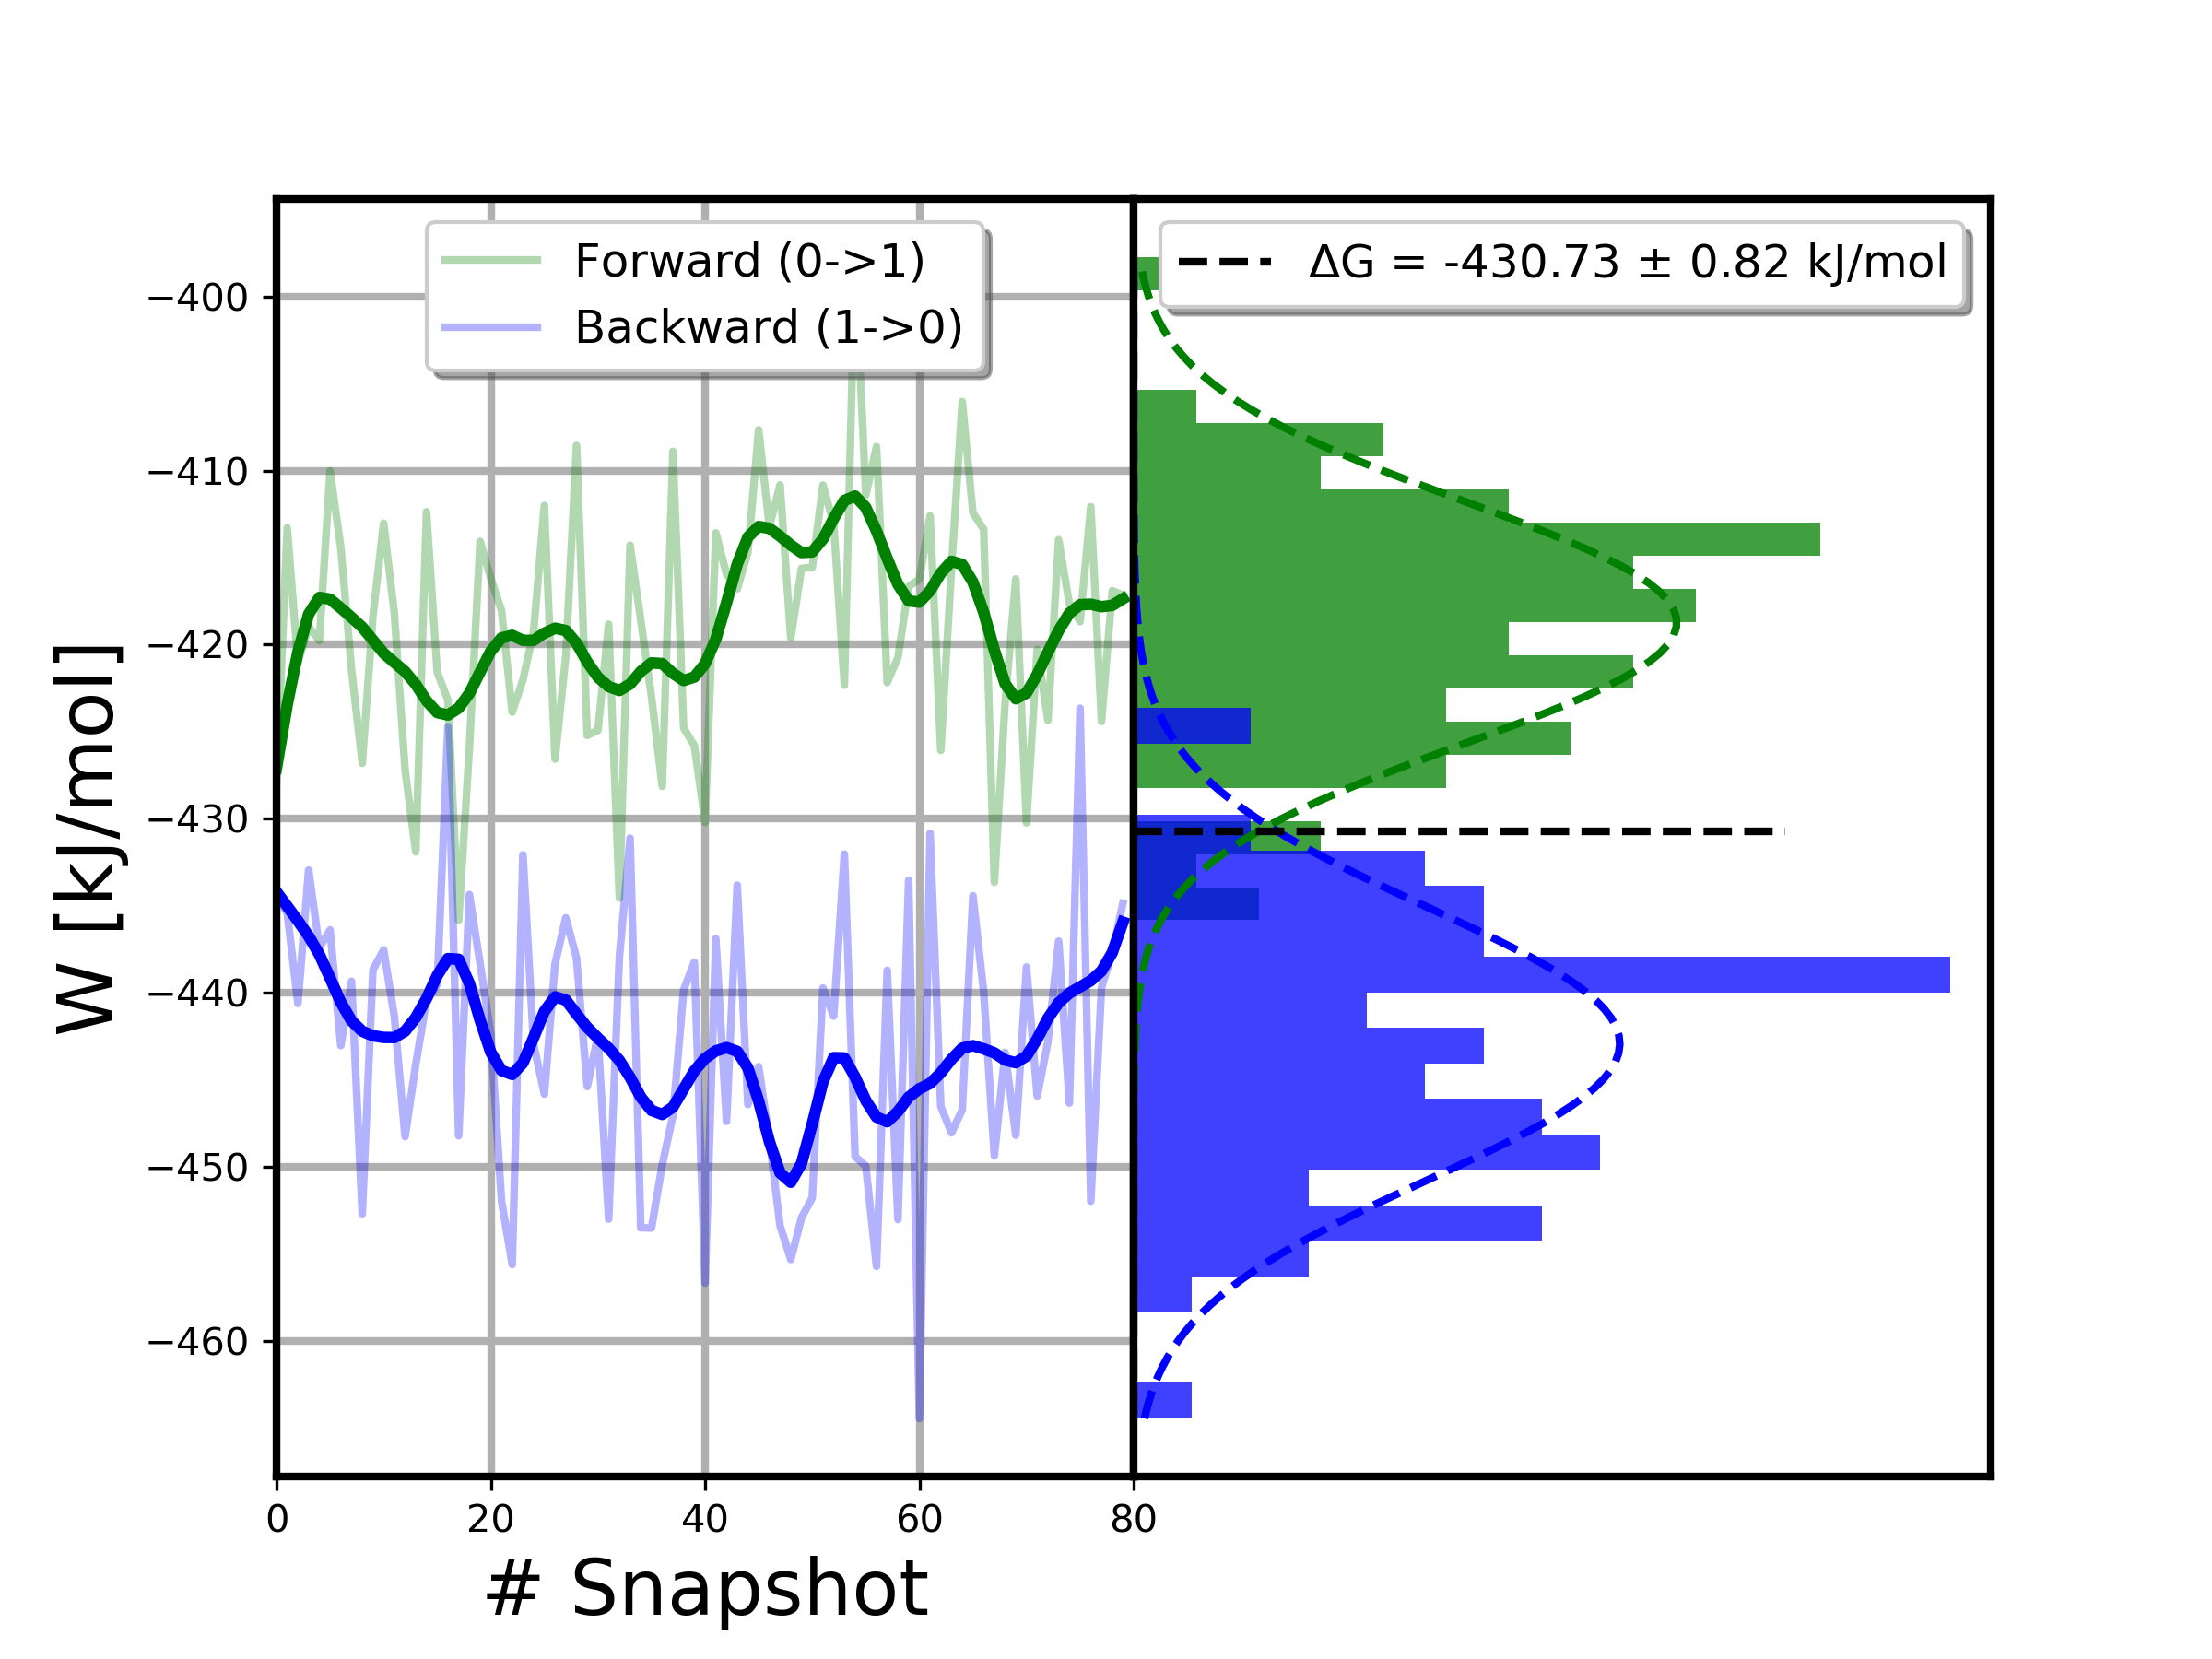 Forward (0->1)
Backward (1->0)
ΔG = -430.73 ± 0.82 kJ/mol
−400
−410
−420
−430
−440
−450
−460
W [kJ/mol]
0 20 40 60 80
# Snapshot